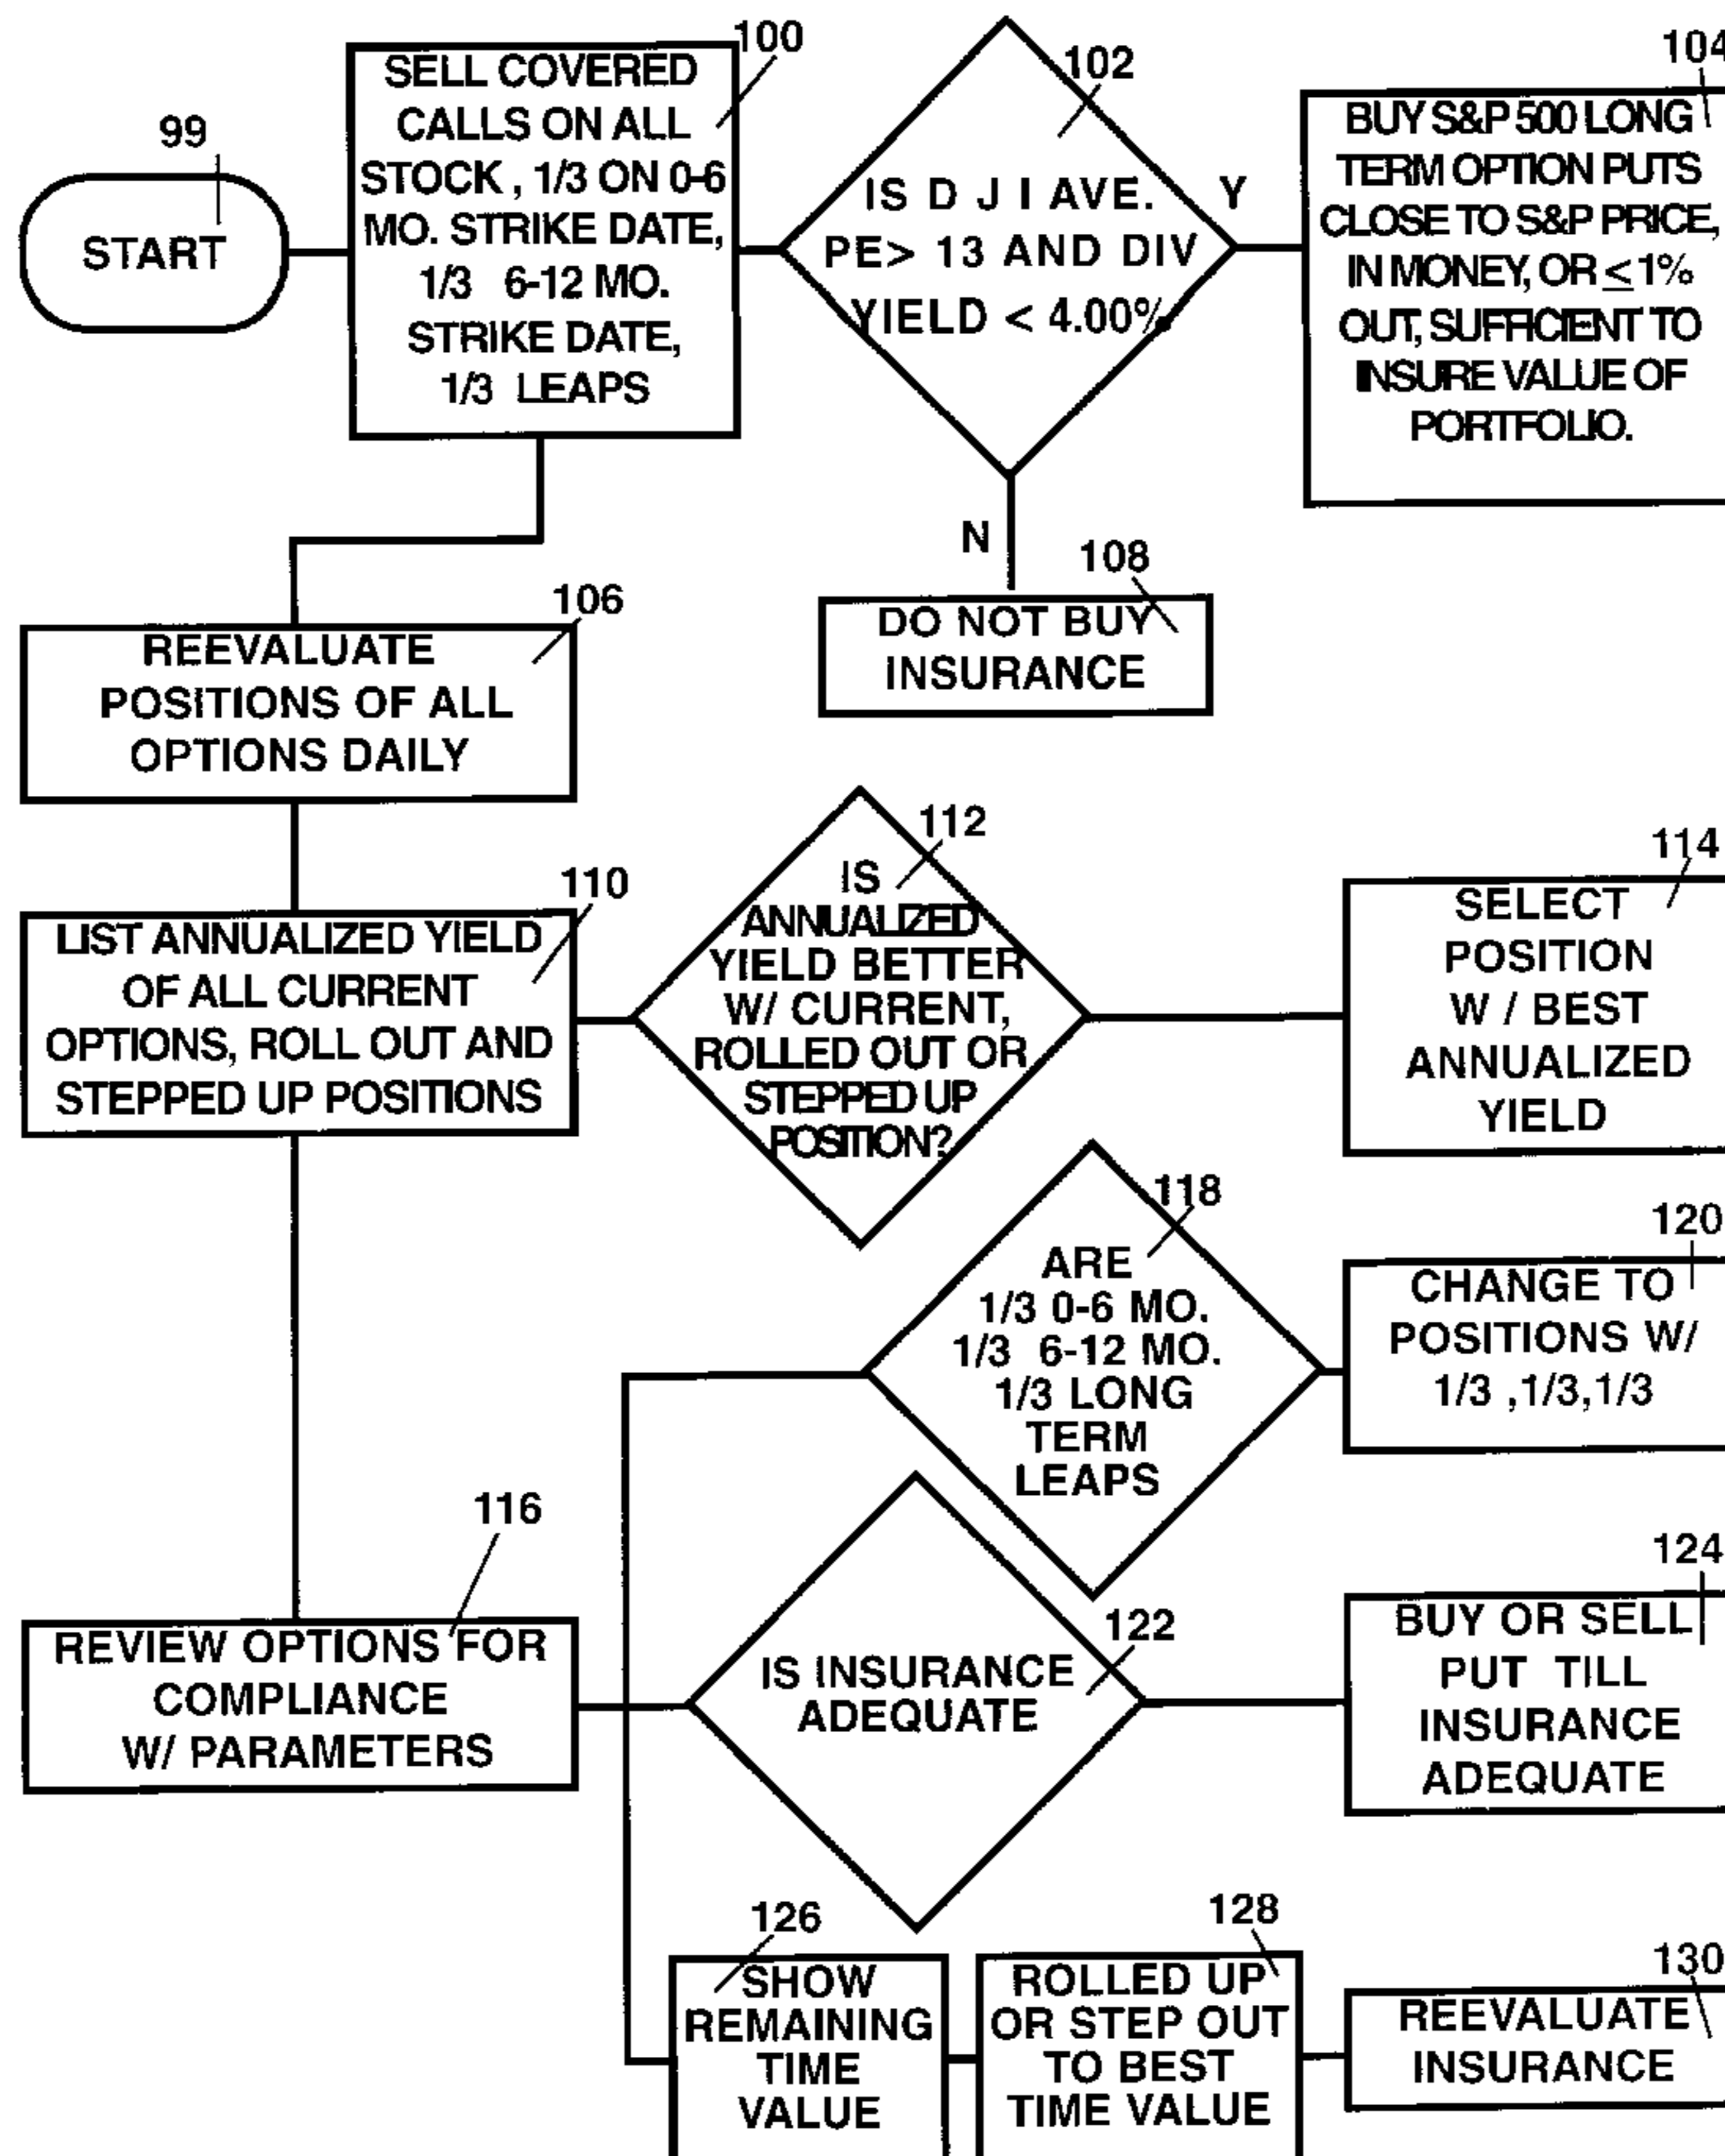 99
START
100
SELL COVERED
CALLS ON ALL
STOCK , 1/3 ON 0-6
MO. STRIKE DATE,
1/3 6-12 MO.
STRIKE DATE,
1/3 LEAPS
102
IS D J I AVE.
PE> 13 AND DIV
YIELD < 4.00%
Y
N
104
BUY S&P 500 LONG
TERM OPTION PUTS
CLOSE TO S&P PRICE,
IN MONEY, OR ≤ 1%
OUT, SUFFICIENT TO
INSURE VALUE OF
PORTFOLIO.
108
DO NOT BUY
INSURANCE
106
REEVALUATE
POSITIONS OF ALL
OPTIONS DAILY
110
LIST ANNUALIZED YIELD
OF ALL CURRENT
OPTIONS, ROLL OUT AND
STEPPED UP POSITIONS
112
IS
ANNUALIZED
YIELD BETTER
W/ CURRENT,
ROLLED OUT OR
STEPPED UP
POSITION?
114
SELECT
POSITION
W / BEST
ANNUALIZED
YIELD
116
REVIEW OPTIONS FOR
COMPLIANCE
W/ PARAMETERS
118
ARE
1/3 0-6 MO.
1/3 6-12 MO.
1/3 LONG
TERM
LEAPS
120
CHANGE TO
POSITIONS W/
1/3 ,1/3,1/3
122
IS INSURANCE
ADEQUATE
124
BUY OR SELL
PUT TILL
INSURANCE
ADEQUATE
126
SHOW
REMAINING
TIME
VALUE
128
ROLLED UP
OR STEP OUT
TO BEST
TIME VALUE
130
REEVALUATE
INSURANCE